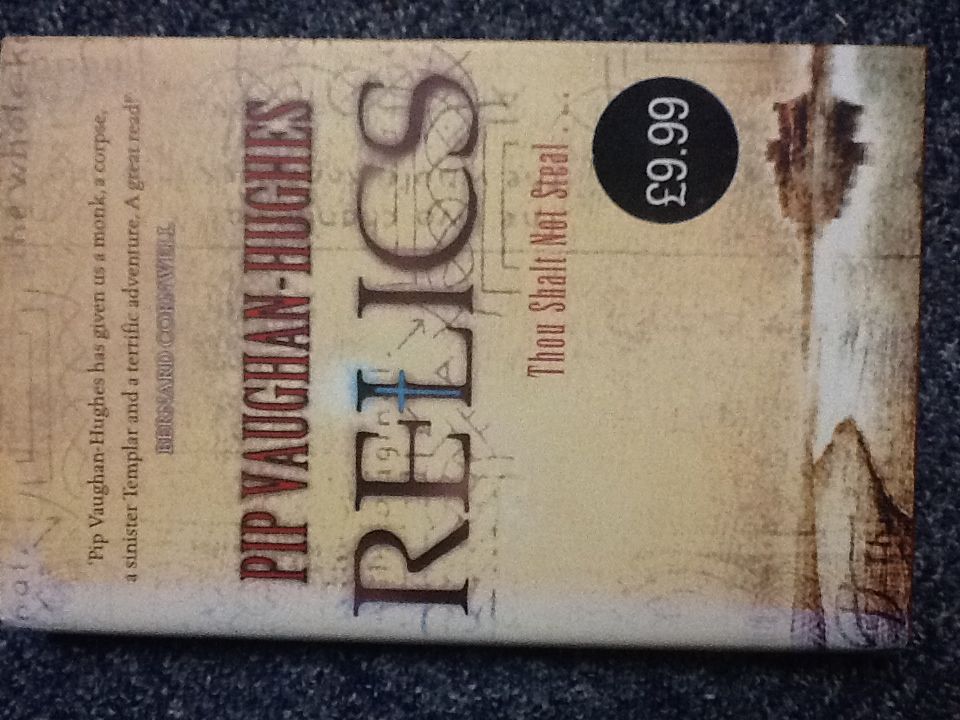 'Pip Vaughan-Hughes has given us a monk, a corpse,
a sinister Templar and a terrific adventure. A great read!'
BERNARD CORNWELL
PIP VAUGHAN-HUGHES
RELICS
Thou Shalt Not Steal ...
£9.99